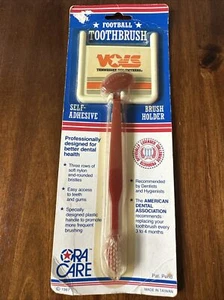 FOOTBALL
TOOTHBRUSH
VOLS
TENNESSEE VOLUNTEERS
SELF-
ADHESIVE
BRUSH
HOLDER
Professionally
designed for
better dental
health
• Three rows of
soft nylon
end-rounded
bristles
• Easy access
to teeth
and gums
• Specially
designed plastic
handle to promote
more frequent
brushing
• Recommended
by Dentists
and Hygienists.
• The AMERICAN
DENTAL
ASSOCIATION
recommends
replacing your
toothbrush every
3 to 4 months
ORA
CARE
Pat. Pend.
MADE IN TAIWAN